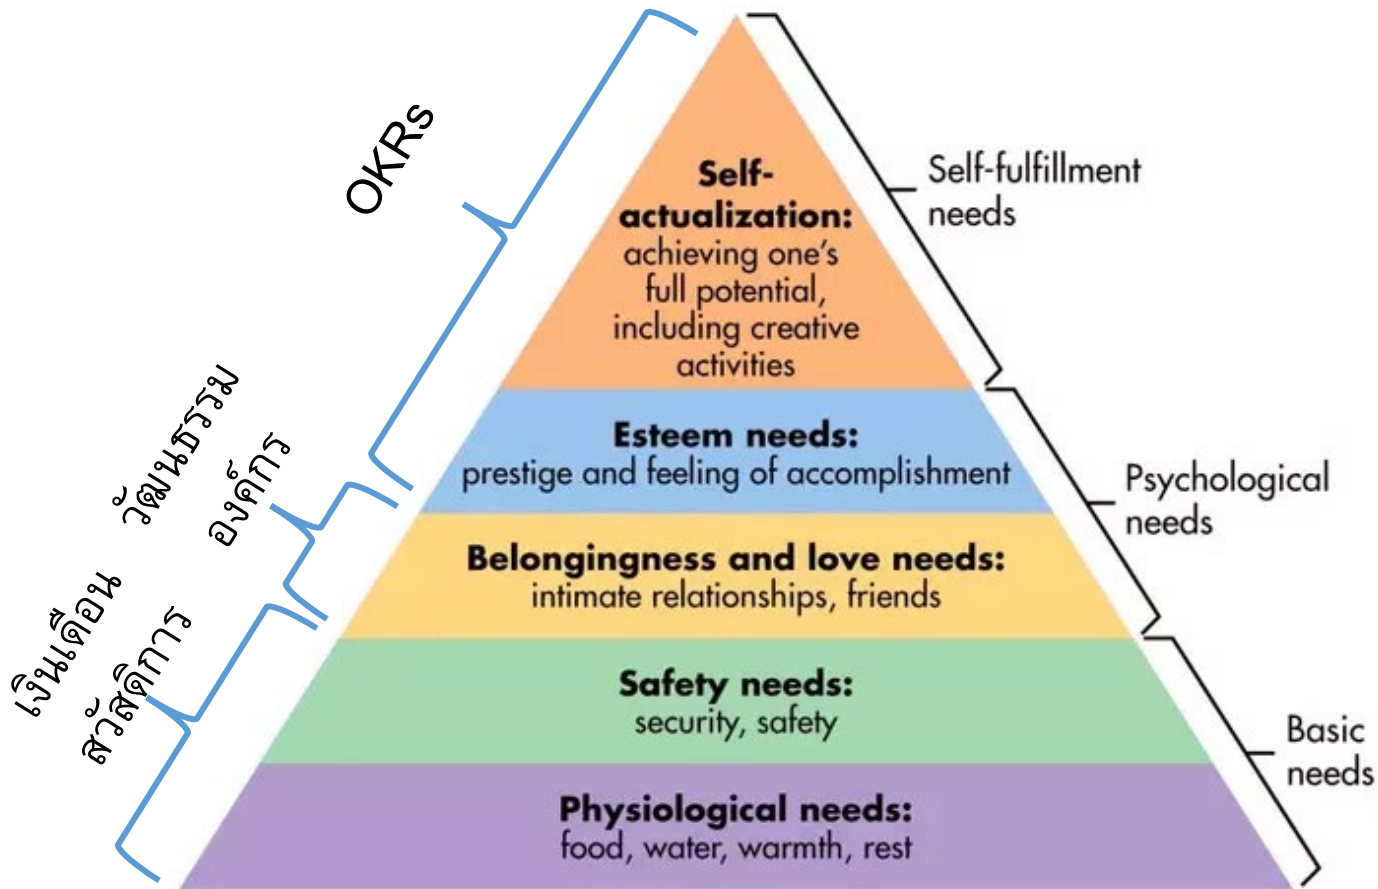 OKRs
วัฒนธรรม
องค์กร
เงินเดือน
สวัสดิการ
Self-
actualization:
achieving one's
full potential,
including creative
activities
Esteem needs:
prestige and feeling of accomplishment
Belongingness and love needs:
intimate relationships, friends
Safety needs:
security, safety
Physiological needs:
food, water, warmth, rest
Self-fulfillment
needs
Psychological
needs
Basic
needs